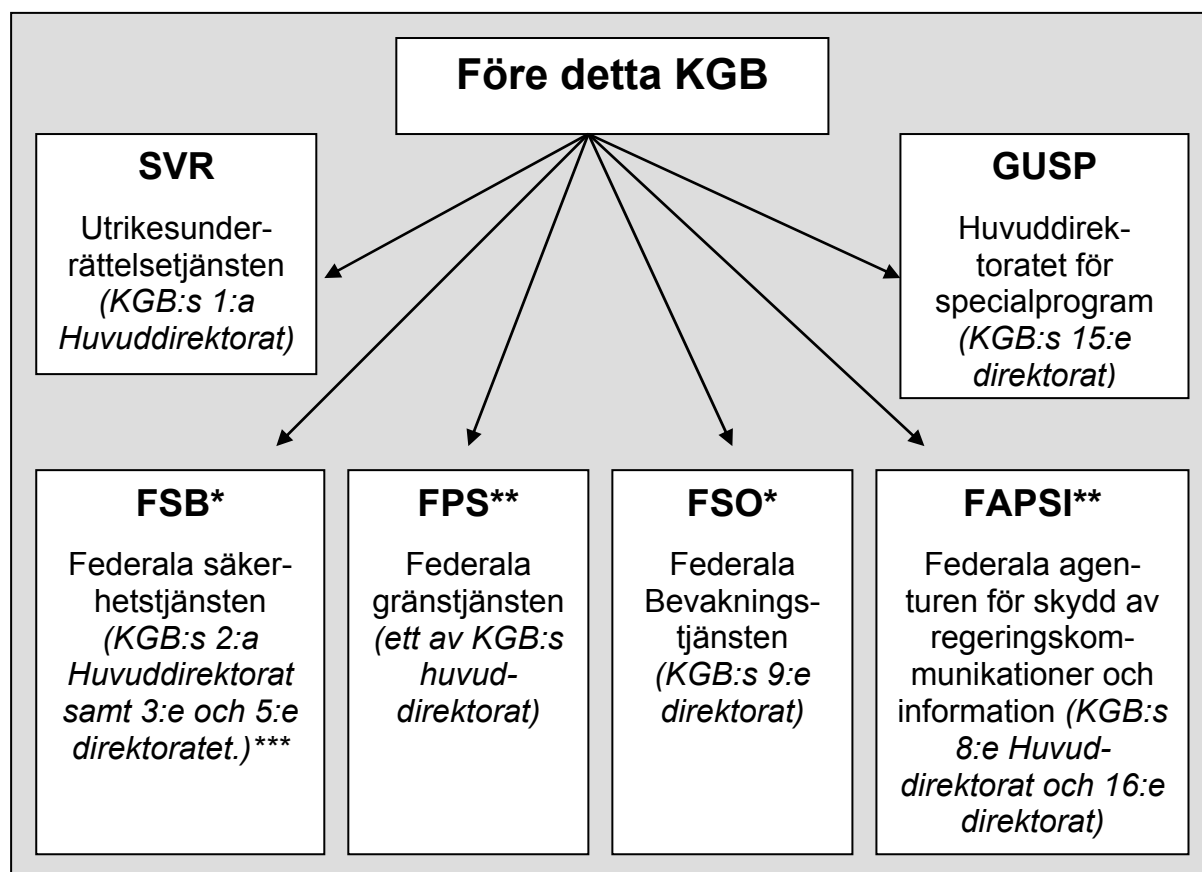 Före detta KGB
SVR
Utrikesunder-
rättelsetjänsten
(KGB:s 1:a
Huvuddirektorat)
GUSP
Huvuddirek-
toratet för
specialprogram
(KGB:s 15:e
direktorat)
FSB*
Federala säker-
hetstjänsten
(KGB:s 2:a
Huvuddirektorat
samt 3:e och 5:e
direktoratet.)***
FPS**
Federala
gränstjänsten
(ett av KGB:s
huvud-
direktorat)
FSO*
Federala
Bevaknings-
tjänsten
(KGB:s 9:e
direktorat)
FAPSI**
Federala agen-
turen för skydd av
regeringskom-
munikationer och
information (KGB:s
8:e Huvud-
direktorat och 16:e
direktorat)